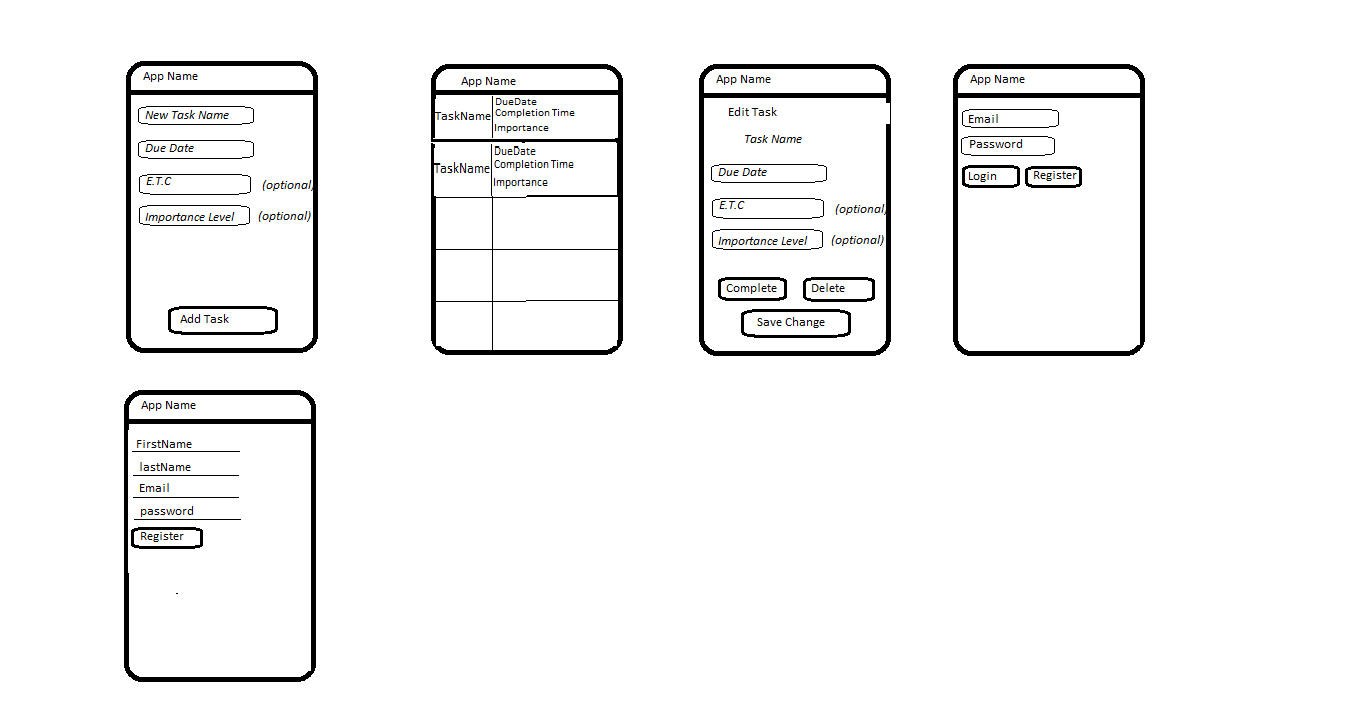 App Name
New Task Name
Due Date
E.T.C (optional)
Importance Level (optional)
Add Task
App Name
TaskName
DueDate
Completion Time
Importance
TaskName
DueDate
Completion Time
Importance
App Name
Edit Task
Task Name
Due Date
E.T.C (optional)
Importance Level (optional)
Complete Delete
Save Change
App Name
Email
Password
Login Register
App Name
FirstName
lastName
Email
password
Register